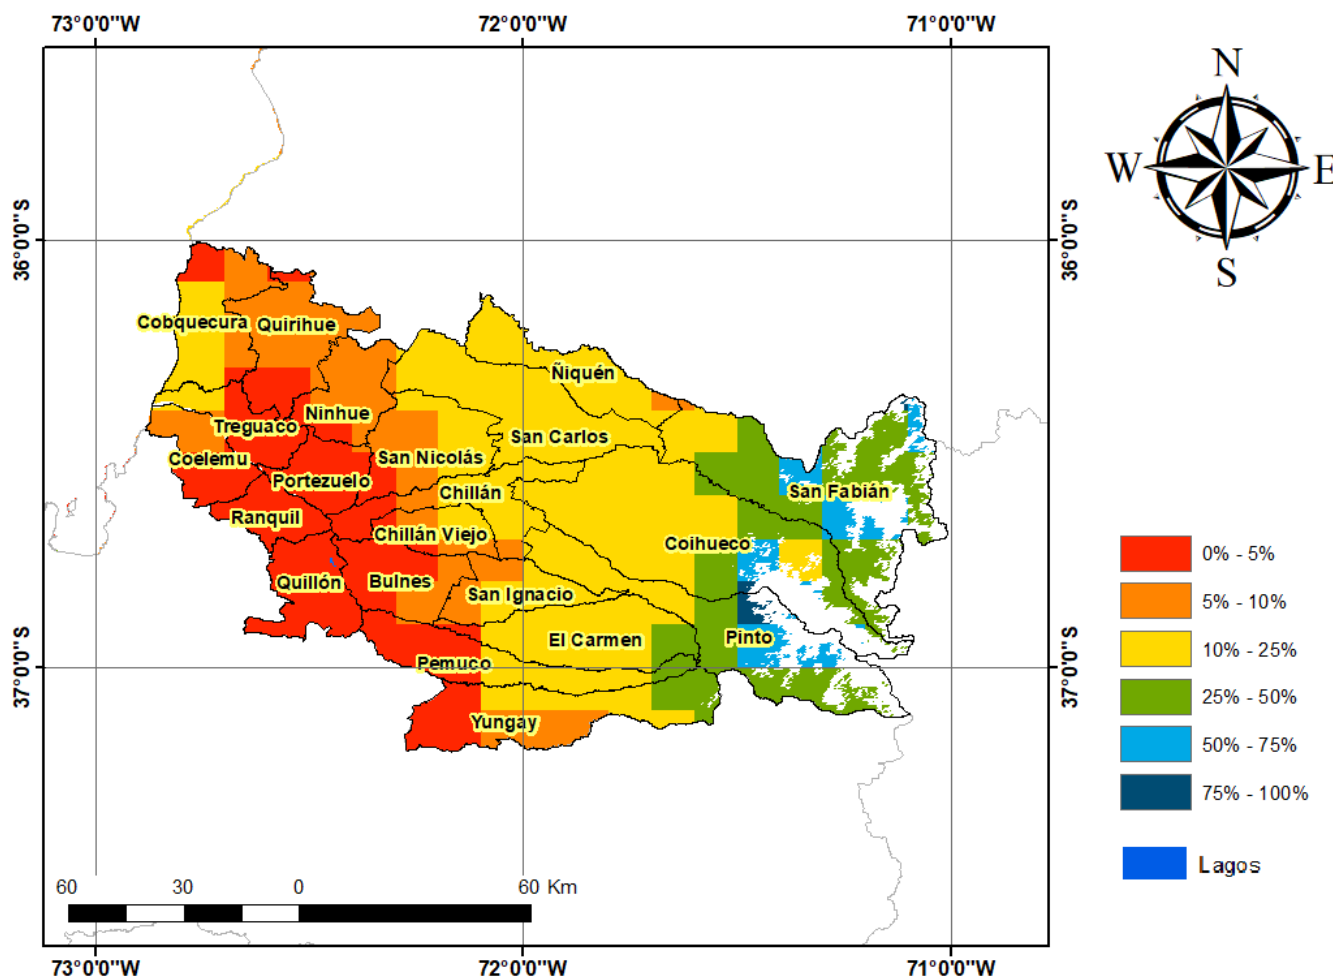 73°0'0"W
72°0'0"W
71°0'0"W
N
W
E
S
36°0'0"S
36°0'0"S
Cobquecura
Quirihue
Ñiquén
Ninhue
Treguaco
San Carlos
Coelemu
San Nicolás
Portezuelo
Chillán
San Fabián
Ranquil
Chillán Viejo
Coihueco
Quillón
Bulnes
San Ignacio
El Carmen
Pinto
Pemuco
Yungay
37°0'0"S
37°0'0"S
0% - 5%
5% - 10%
10% - 25%
25% - 50%
50% - 75%
75% - 100%
Lagos
60
30
0
60 Km
73°0'0"W
72°0'0"W
71°0'0"W